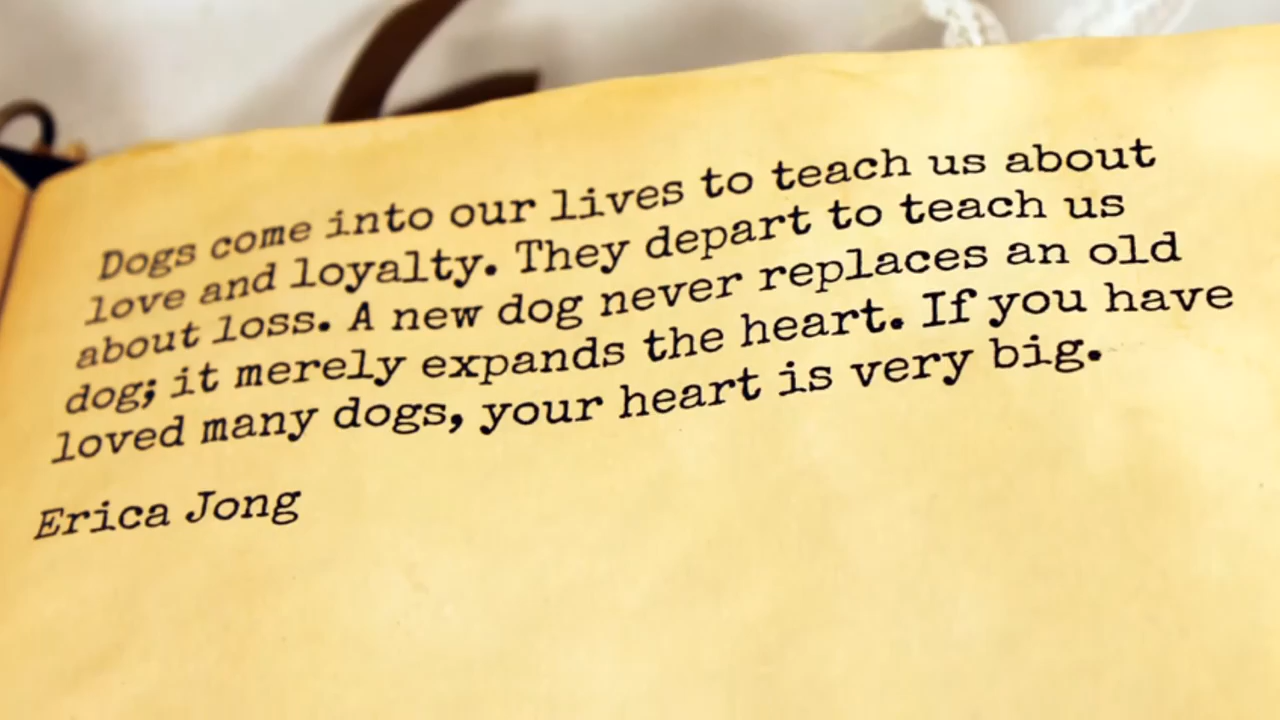 Dogs come into our lives to teach us about
love and loyalty. They depart to teach us
about loss. A new dog never replaces an old
dog; it merely expands the heart. If you have
loved many dogs, your heart is very big.
Erica Jong